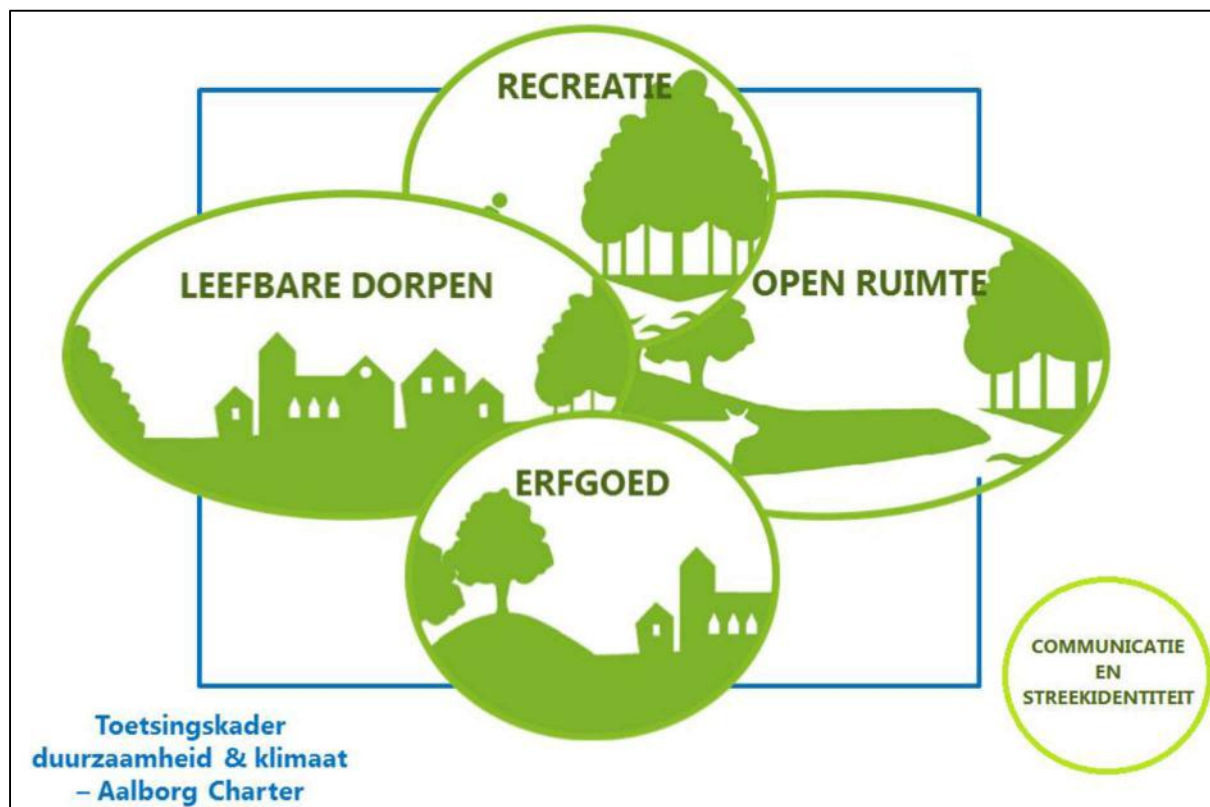 RECREATIE
LEEFBARE DORPEN
OPEN RUIMTE
ERFGOED
COMMUNICATIE
EN
STREEKIDENTITEIT
Toetsingskader
duurzaamheid & klimaat
– Aalborg Charter